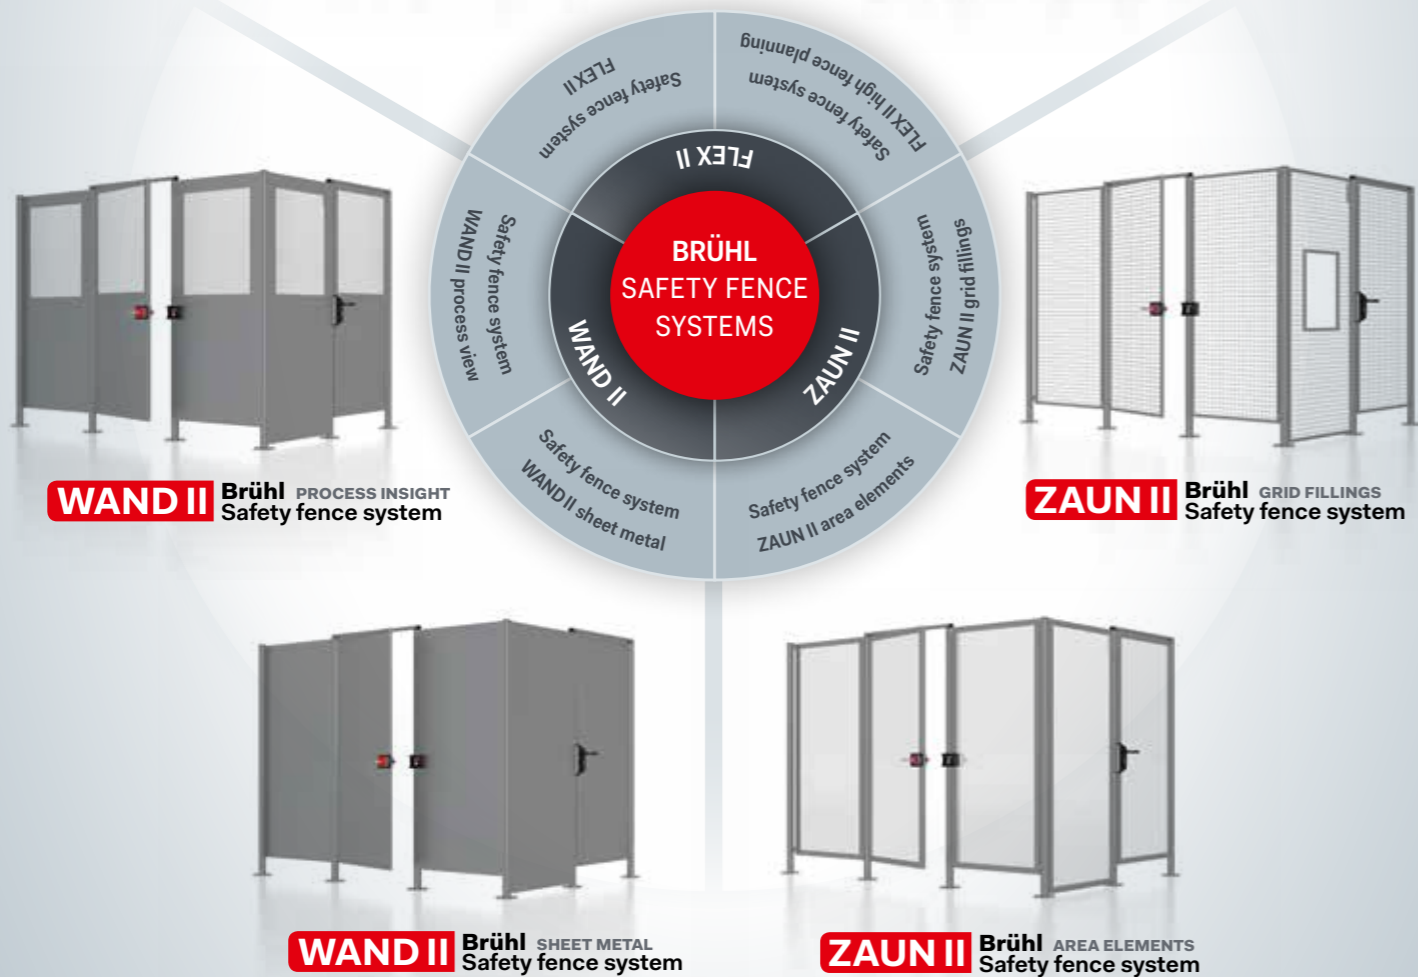 Safety fence system
FLEX II
FLEX II high fence planning
Safety fence system
FLEX II
BRÜHL
SAFETY FENCE
SYSTEMS
WAND II
ZAUN II
Safety fence system
WAND II process view
Safety fence system
ZAUN II grid fillings
Safety fence system
WAND II sheet metal
Safety fence system
ZAUN II area elements
WAND II Brühl PROCESS INSIGHT
Safety fence system
ZAUN II Brühl GRID FILLINGS
Safety fence system
WAND II Brühl SHEET METAL
Safety fence system
ZAUN II Brühl AREA ELEMENTS
Safety fence system